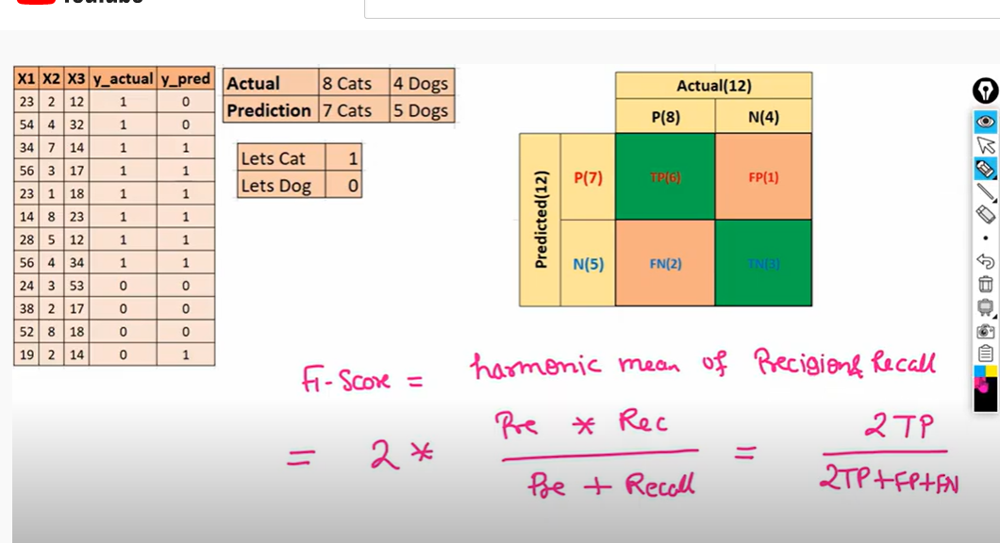 YouTube
X1 X2 X3 y_actual y_pred
23 2 12 1 0
54 4 32 1 0
34 7 14 1 1
56 3 17 1 1
23 1 18 1 1
14 8 23 1 1
28 5 12 1 1
56 4 34 1 1
24 3 53 0 0
38 2 17 0 0
52 8 18 0 0
19 2 14 0 1
Actual 8 Cats 4 Dogs
Prediction 7 Cats 5 Dogs
Lets Cat 1
Lets Dog 0
Actual(12)
P(8) N(4)
Predicted(12)
P(7) TP(6) FP(1)
N(5) FN(2) TN(3)
F1-Score = harmonic mean of Precision & Recall
= 2 * Pre * Rec / Pre + Recall = 2TP / 2TP+FP+FN